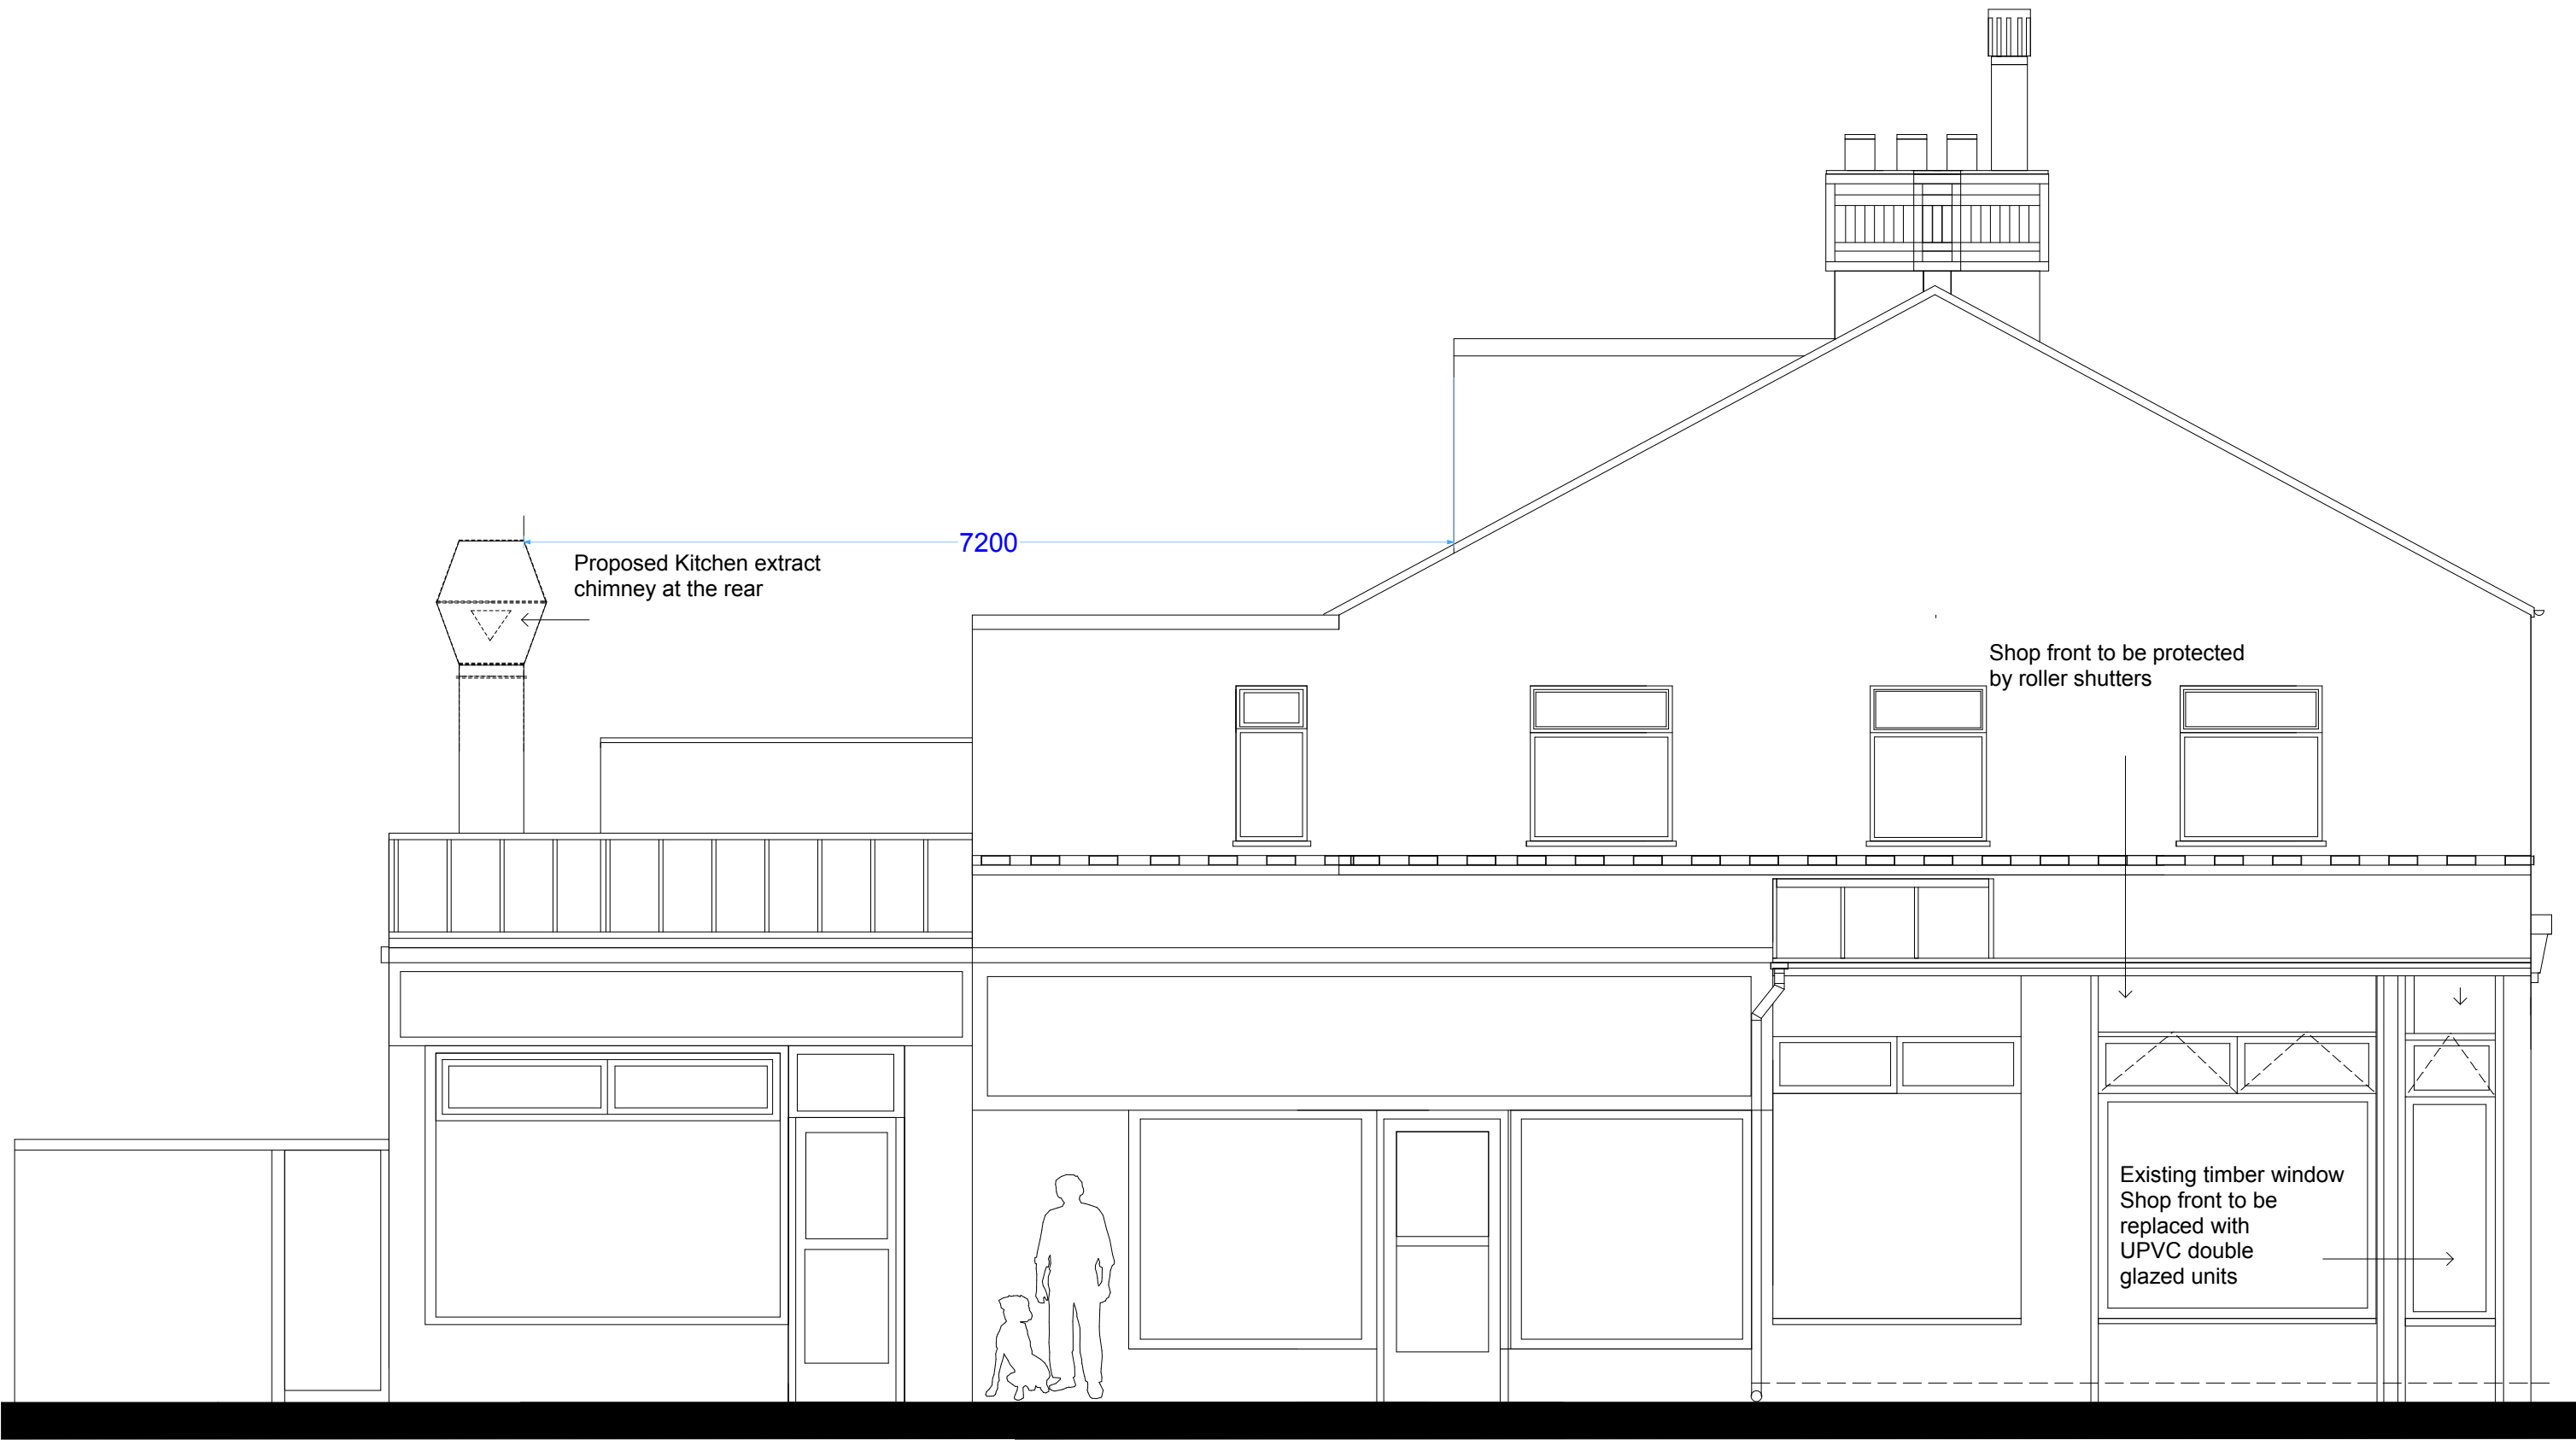 7200
Proposed Kitchen extract
chimney at the rear
Shop front to be protected
by roller shutters
Existing timber window
Shop front to be
replaced with
UPVC double
glazed units